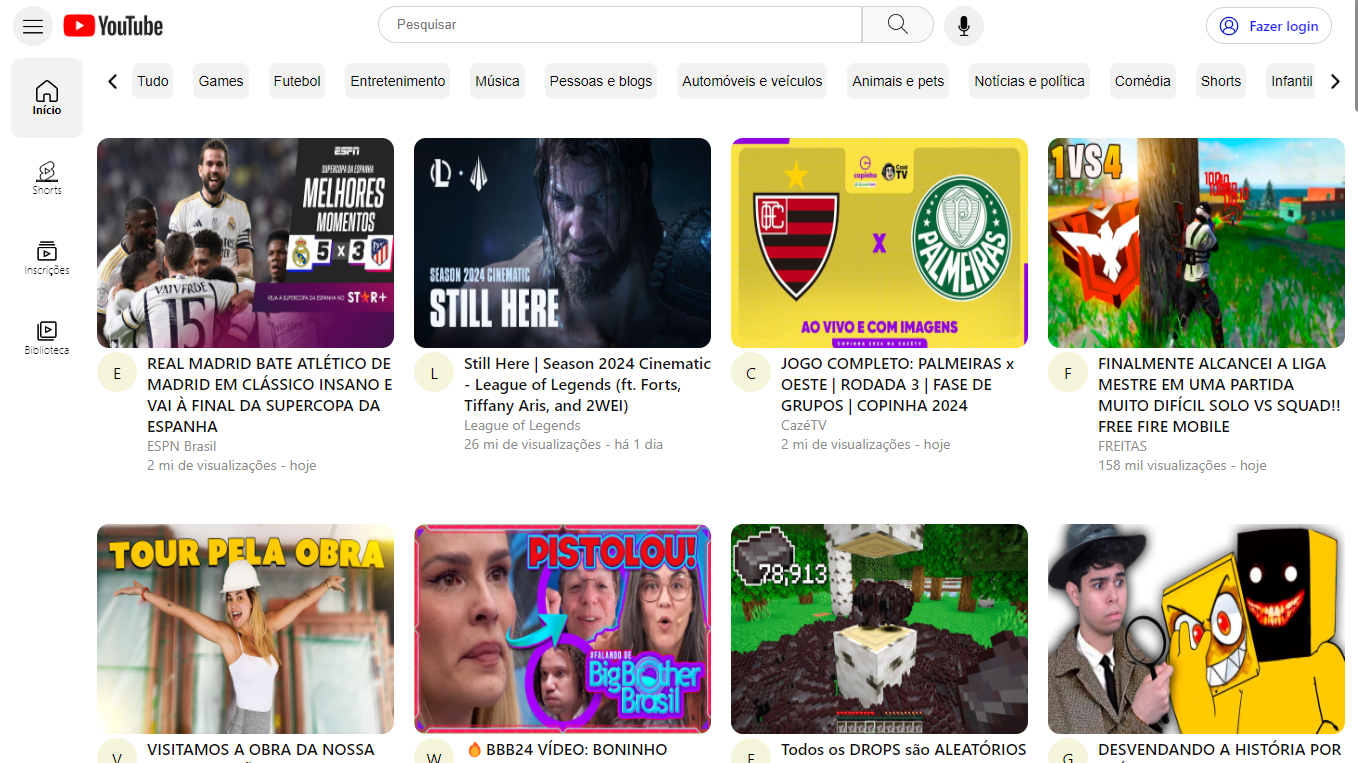 YouTube
Pesquisar
Fazer login
Início
Shorts
Inscrições
Biblioteca
Tudo
Games
Futebol
Entretenimento
Música
Pessoas e blogs
Automóveis e veículos
Animais e pets
Notícias e política
Comédia
Shorts
Infantil
ESPN
SUPERCOPA DA ESPANHA
MELHORES
MOMENTOS
5 x 3
VEJA A SUPERCOPA DA ESPANHA NO STAR+
VALVERDE
15
E
REAL MADRID BATE ATLÉTICO DE
MADRID EM CLÁSSICO INSANO E
VAI À FINAL DA SUPERCOPA DA
ESPANHA
ESPN Brasil
2 mi de visualizações - hoje
SEASON 2024 CINEMATIC
STILL HERE
L
Still Here | Season 2024 Cinematic
- League of Legends (ft. Forts,
Tiffany Aris, and 2WEI)
League of Legends
26 mi de visualizações - há 1 dia
copinha
Cazé TV
X
PALMEIRAS
AO VIVO E COM IMAGENS
COPINHA 2024 NA CAZÉTV
C
JOGO COMPLETO: PALMEIRAS x
OESTE | RODADA 3 | FASE DE
GRUPOS | COPINHA 2024
CazéTV
2 mi de visualizações - hoje
1VS4
F
FINALMENTE ALCANCEI A LIGA
MESTRE EM UMA PARTIDA
MUITO DIFÍCIL SOLO VS SQUAD!!
FREE FIRE MOBILE
FREITAS
158 mil visualizações - hoje
TOUR PELA OBRA
V
VISITAMOS A OBRA DA NOSSA
PISTOLOU!
#FALANDO DE
Big Brother
Brasil
W
🔥 BBB24 VÍDEO: BONINHO
78,913
Todos os DROPS são ALEATÓRIOS
G
DESVENDANDO A HISTÓRIA POR